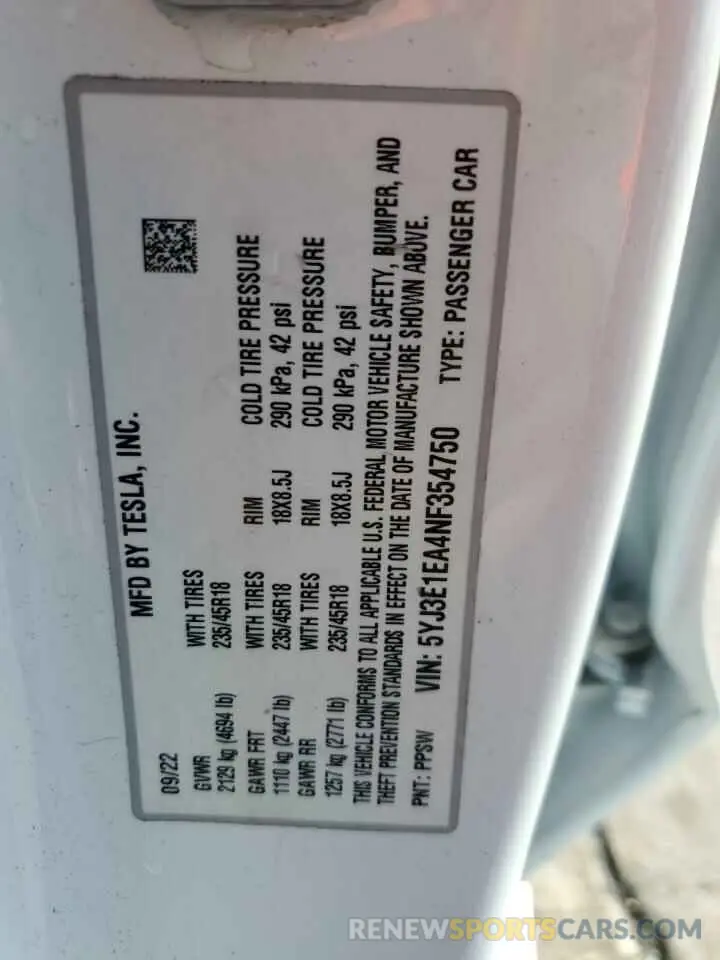 MFD BY TESLA, INC.
09/22
GVWR WITH TIRES
2129 kg (4694 lb) 235/45R18
GAWR FRT WITH TIRES RIM COLD TIRE PRESSURE
1110 kg (2447 lb) 235/45R18 18X8.5J 290 kPa, 42 psi
GAWR RR WITH TIRES RIM COLD TIRE PRESSURE
1257 kg (2771 lb) 235/45R18 18X8.5J 290 kPa, 42 psi
THIS VEHICLE CONFORMS TO ALL APPLICABLE U.S. FEDERAL MOTOR VEHICLE SAFETY, BUMPER, AND
THEFT PREVENTION STANDARDS IN EFFECT ON THE DATE OF MANUFACTURE SHOWN ABOVE.
PNT: PPSW VIN: 5YJ3E1EA4NF354750 TYPE: PASSENGER CAR
RENEWSPORTSCARS.COM